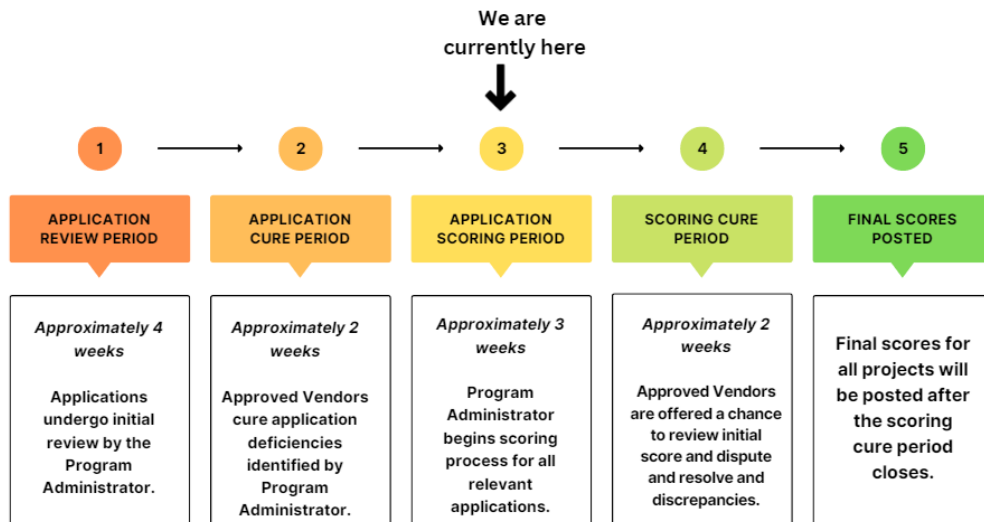 We are
currently here
1
2
3
4
5
APPLICATION
REVIEW PERIOD
APPLICATION
CURE PERIOD
APPLICATION
SCORING PERIOD
SCORING CURE
PERIOD
FINAL SCORES
POSTED
Approximately 4
weeks
Applications
undergo initial
review by the
Program
Administrator.
Approximately 2
weeks
Approved Vendors
cure application
deficiencies
identified by
Program
Administrator.
Approximately 3
weeks
Program
Administrator
begins scoring
process for all
relevant
applications.
Approximately 2
weeks
Approved Vendors
are offered a chance
to review initial
score and dispute
and resolve and
discrepancies.
Final scores for
all projects will
be posted after
the scoring
cure period
closes.